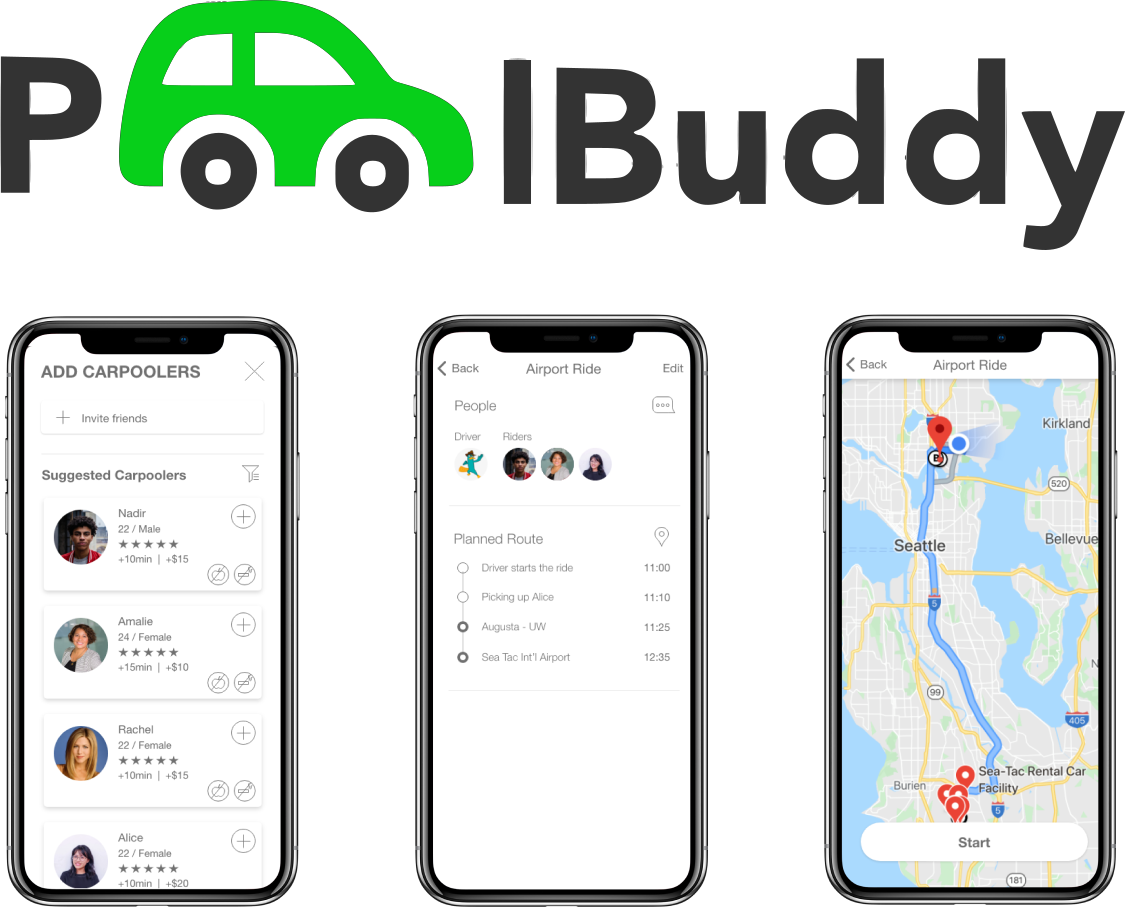 PoolBuddy
ADD CARPOOLERS
Invite friends
Suggested Carpoolers
Nadir
22 / Male
★★★★★
+10min | +$15
Amalie
24 / Female
★★★★★
+15min | +$10
Rachel
22 / Female
★★★★★
+10min | +$15
Alice
22 / Female
★★★★★
+10min | +$20
Back Airport Ride Edit
People
Driver Riders
Planned Route
Driver starts the ride 11:00
Picking up Alice 11:10
Augusta - UW 11:25
Sea Tac Int'l Airport 12:35
Back Airport Ride
Kirkland
B
520
Seattle
Bellevue
5
N
99
405
Sea-Tac Rental Car
Facility
Burien
5
Start
181